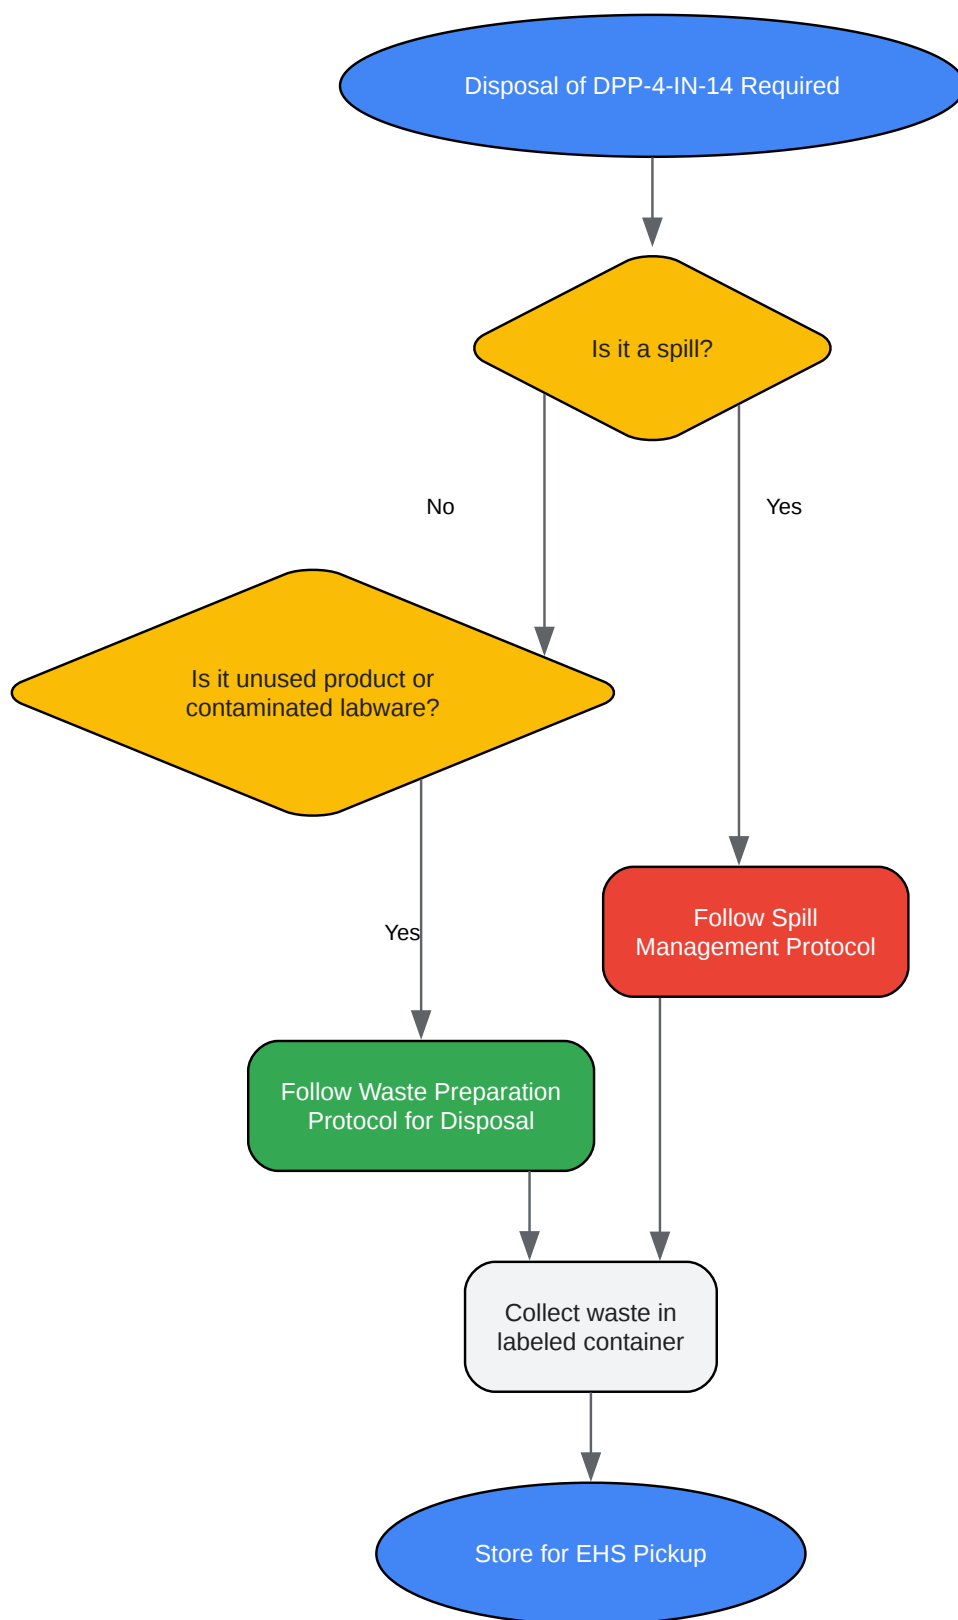 Disposal of DPP-4-IN-14 Required
Is it a spill?
No
Yes
Is it unused product or
contaminated labware?
Follow Spill
Management Protocol
Yes
Follow Waste Preparation
Protocol for Disposal
Collect waste in
labeled container
Store for EHS Pickup